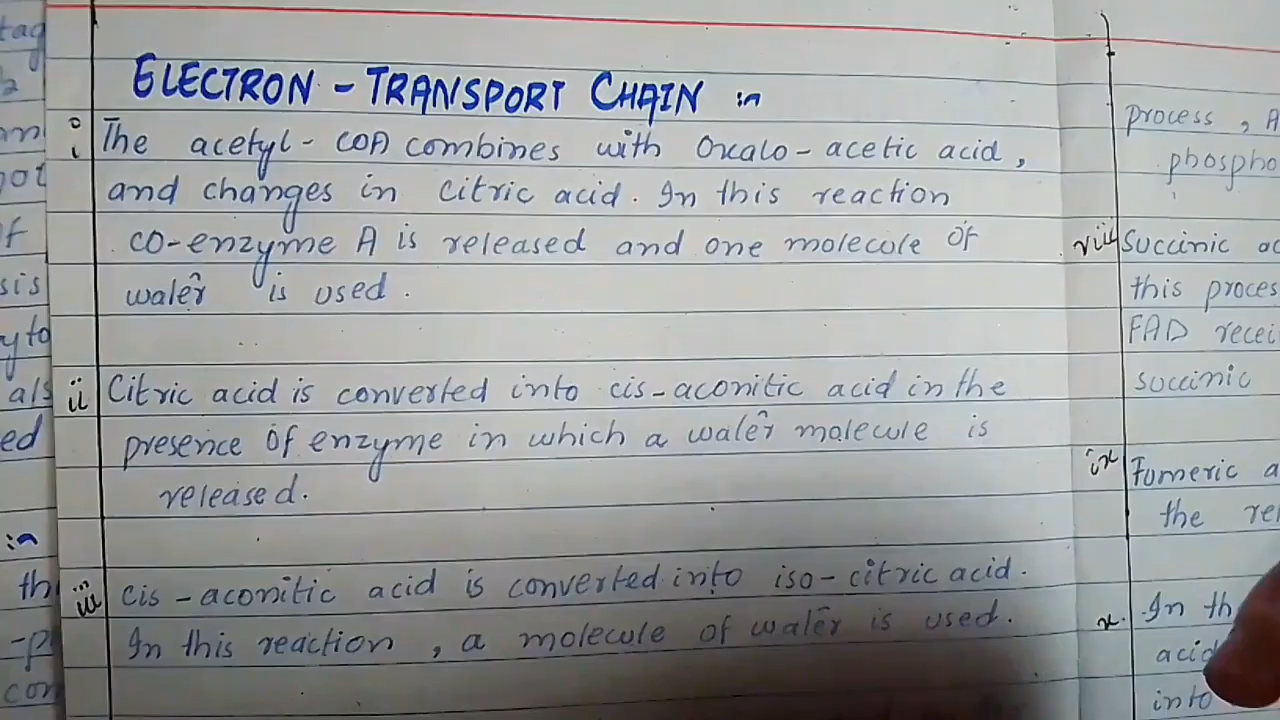 ELECTRON - TRANSPORT CHAIN :-
i The acetyl - COA combines with Oxalo - acetic acid,
and changes in citric acid. In this reaction
co-enzyme A is released and one molecule of
water is used.
ii Citric acid is converted into cis-aconitic acid in the
presence of enzyme in which a water molecule is
released.
iii cis - aconitic acid is converted into iso - citric acid.
In this reaction, a molecule of water is used.
process, A
phospho
viii Succinic ac
this proces
FAD recei
succinic
ix Fumeric a
the rel
x. In th
acid
into